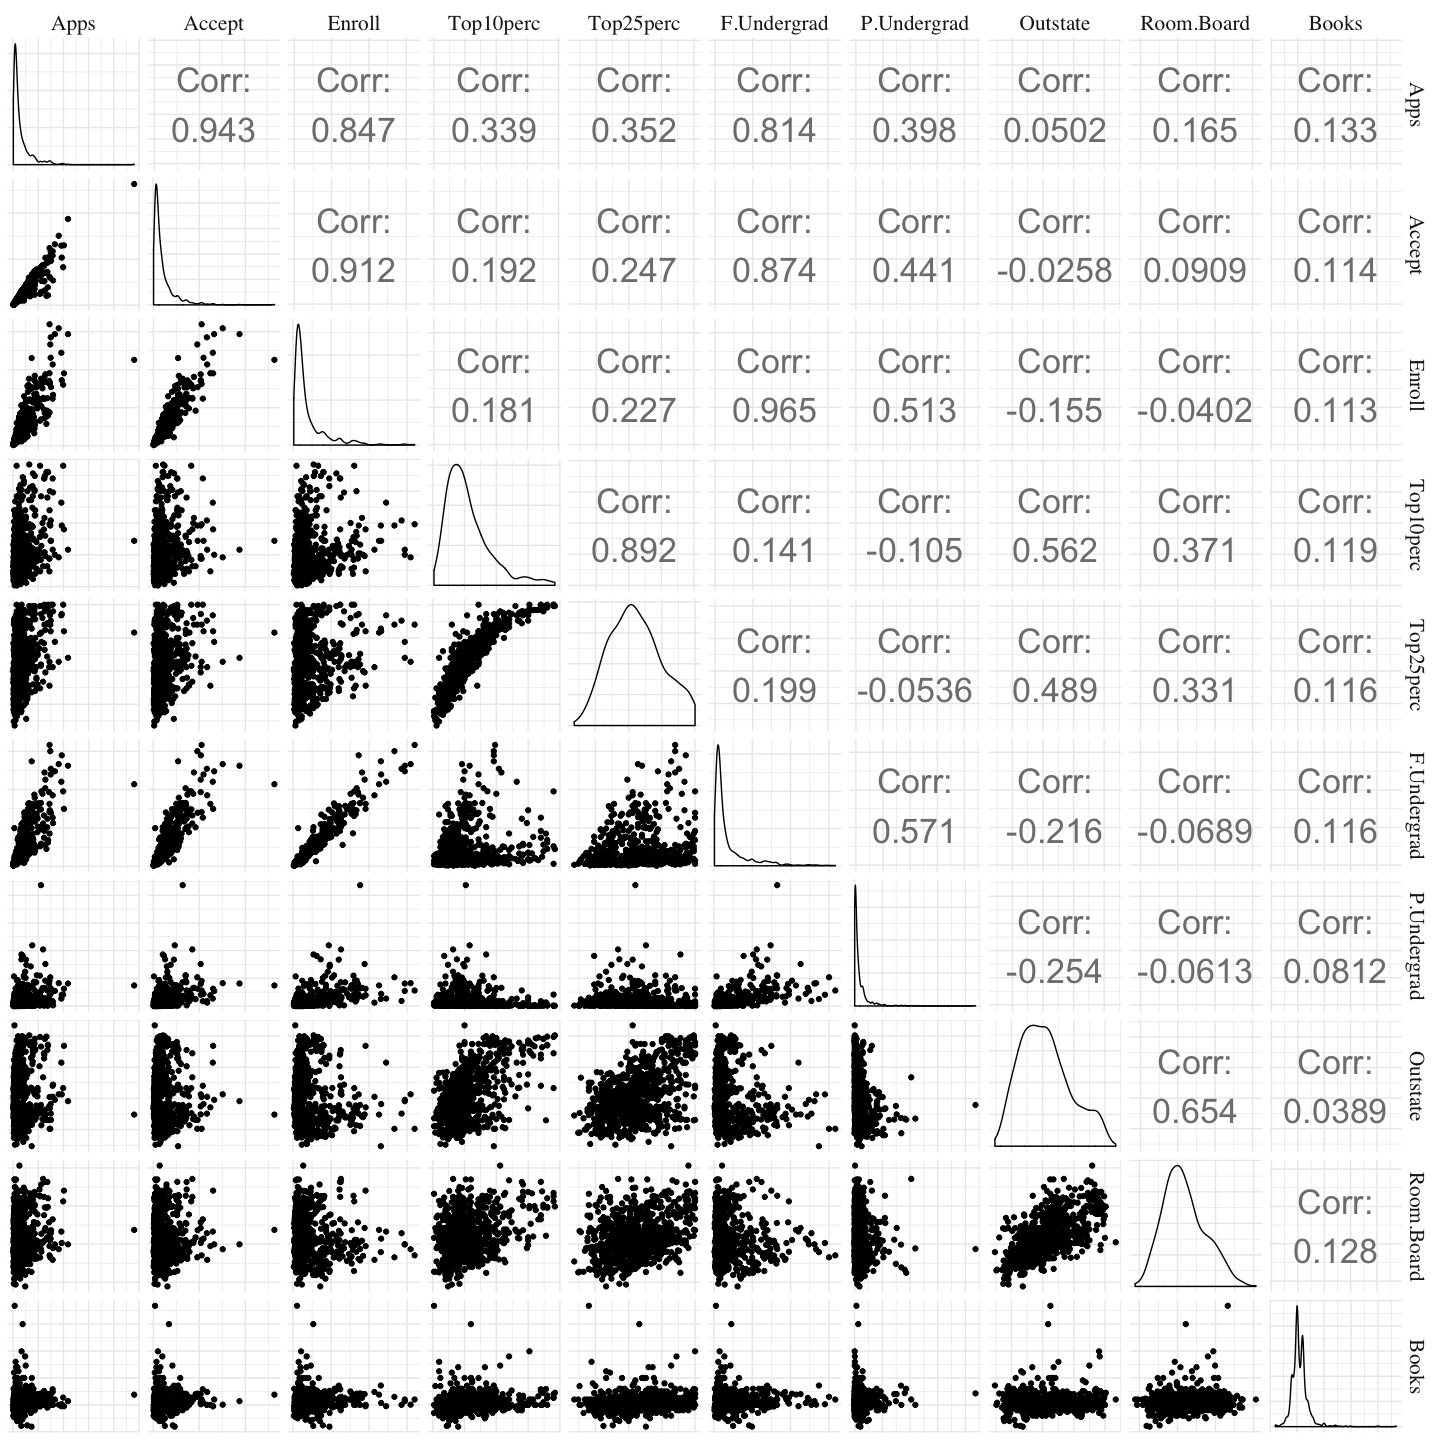 Apps Accept Enroll Top10perc Top25perc F.Undergrad P.Undergrad Outstate Room.Board Books
Corr: Corr: Corr: Corr: Corr: Corr: Corr: Corr: Corr: Apps
0.943 0.847 0.339 0.352 0.814 0.398 0.0502 0.165 0.133
Corr: Corr: Corr: Corr: Corr: Corr: Corr: Corr: Accept
0.912 0.192 0.247 0.874 0.441 -0.0258 0.0909 0.114
Corr: Corr: Corr: Corr: Corr: Corr: Corr: Enroll
0.181 0.227 0.965 0.513 -0.155 -0.0402 0.113
Corr: Corr: Corr: Corr: Corr: Corr: Top10perc
0.892 0.141 -0.105 0.562 0.371 0.119
Corr: Corr: Corr: Corr: Corr: Top25perc
0.199 -0.0536 0.489 0.331 0.116
Corr: Corr: Corr: Corr: F.Undergrad
0.571 -0.216 -0.0689 0.116
Corr: Corr: Corr: P.Undergrad
-0.254 -0.0613 0.0812
Corr: Corr: Outstate
0.654 0.0389
Corr: Room.Board
0.128
Books